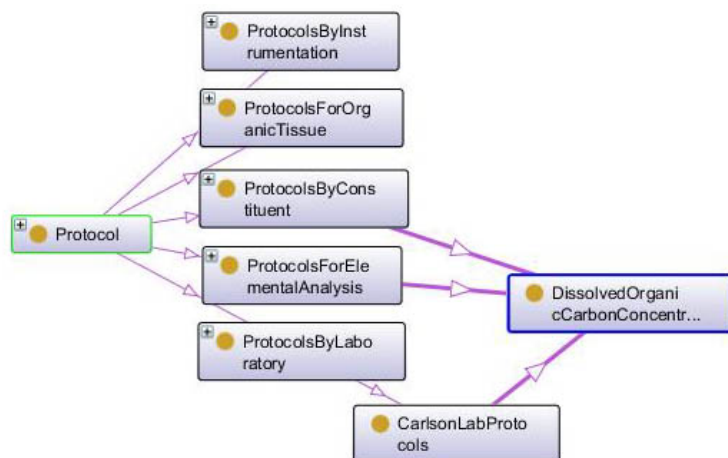 ProtocolsByInst
rumentation
ProtocolsForOrg
anicTissue
ProtocolsByCons
tituent
Protocol
ProtocolsForEle
mentalAnalysis
DissolvedOrgani
cCarbonConcentr...
ProtocolsByLabo
ratory
CarlsonLabProto
cols